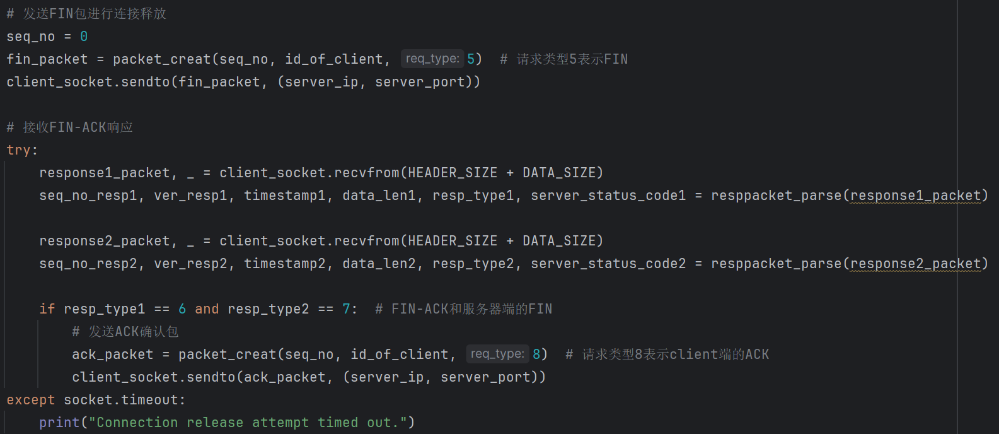 # 发送FIN包进行连接释放
seq_no = 0
fin_packet = packet_creat(seq_no, id_of_client, req_type: 5)  # 请求类型5表示FIN
client_socket.sendto(fin_packet, (server_ip, server_port))
# 接收FIN-ACK响应
try:
    response1_packet, _ = client_socket.recvfrom(HEADER_SIZE + DATA_SIZE)
    seq_no_resp1, ver_resp1, timestamp1, data_len1, resp_type1, server_status_code1 = resppacket_parse(response1_packet)
    response2_packet, _ = client_socket.recvfrom(HEADER_SIZE + DATA_SIZE)
    seq_no_resp2, ver_resp2, timestamp2, data_len2, resp_type2, server_status_code2 = resppacket_parse(response2_packet)
    if resp_type1 == 6 and resp_type2 == 7:  # FIN-ACK和服务器端的FIN
        # 发送ACK确认包
        ack_packet = packet_creat(seq_no, id_of_client, req_type: 8)  # 请求类型8表示client端的ACK
        client_socket.sendto(ack_packet, (server_ip, server_port))
except socket.timeout:
    print("Connection release attempt timed out.")